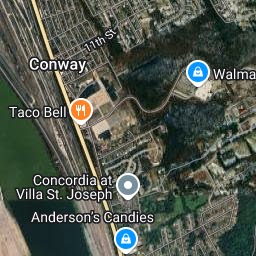 11th St
Conway
Walma
Taco Bell
Concordia at
Villa St. Joseph
Anderson's Candies